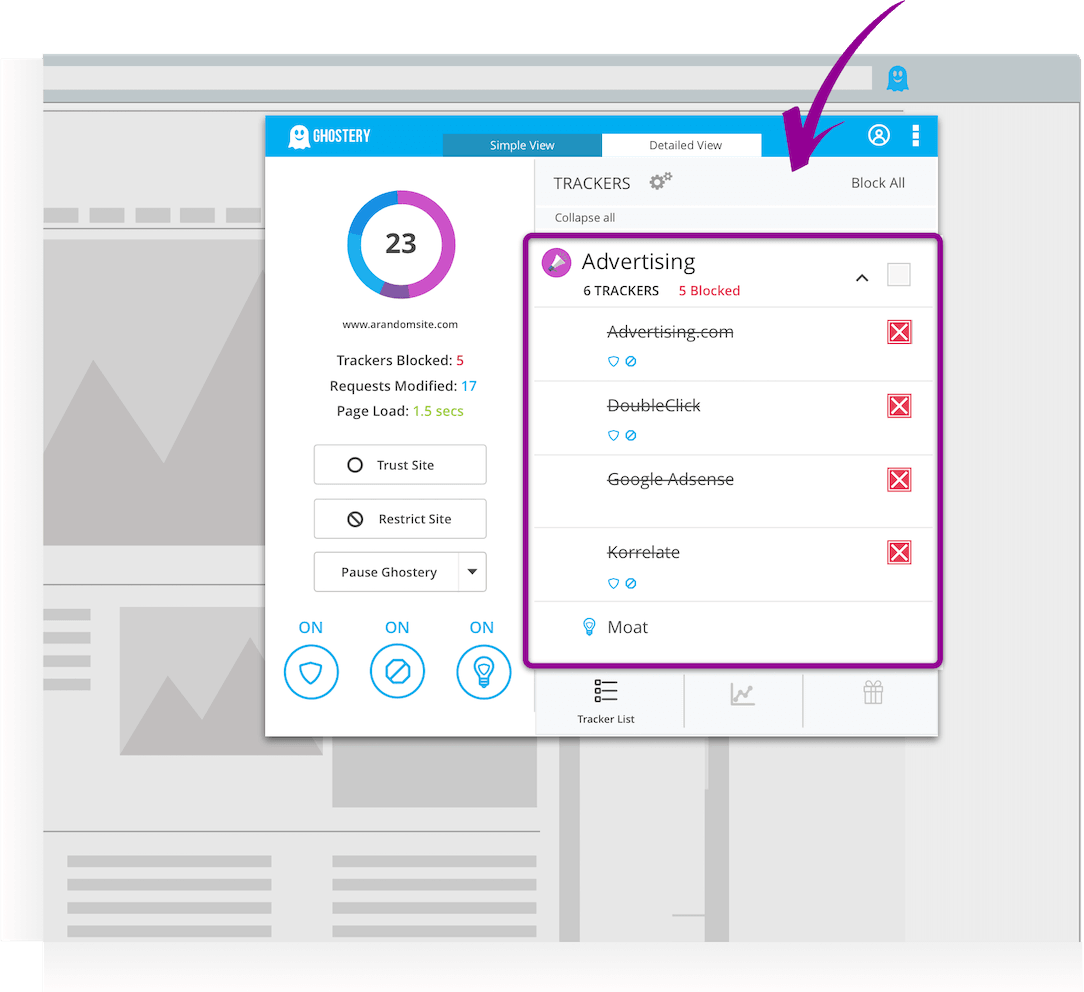 GHOSTERY
Simple View
Detailed View
23
www.arandomsite.com
Trackers Blocked: 5
Requests Modified: 17
Page Load: 1.5 secs
Trust Site
Restrict Site
Pause Ghostery
ON ON ON
TRACKERS
Block All
Collapse all
Advertising
6 TRACKERS 5 Blocked
Advertising.com
DoubleClick
Google Adsense
Korrelate
Moat
Tracker List